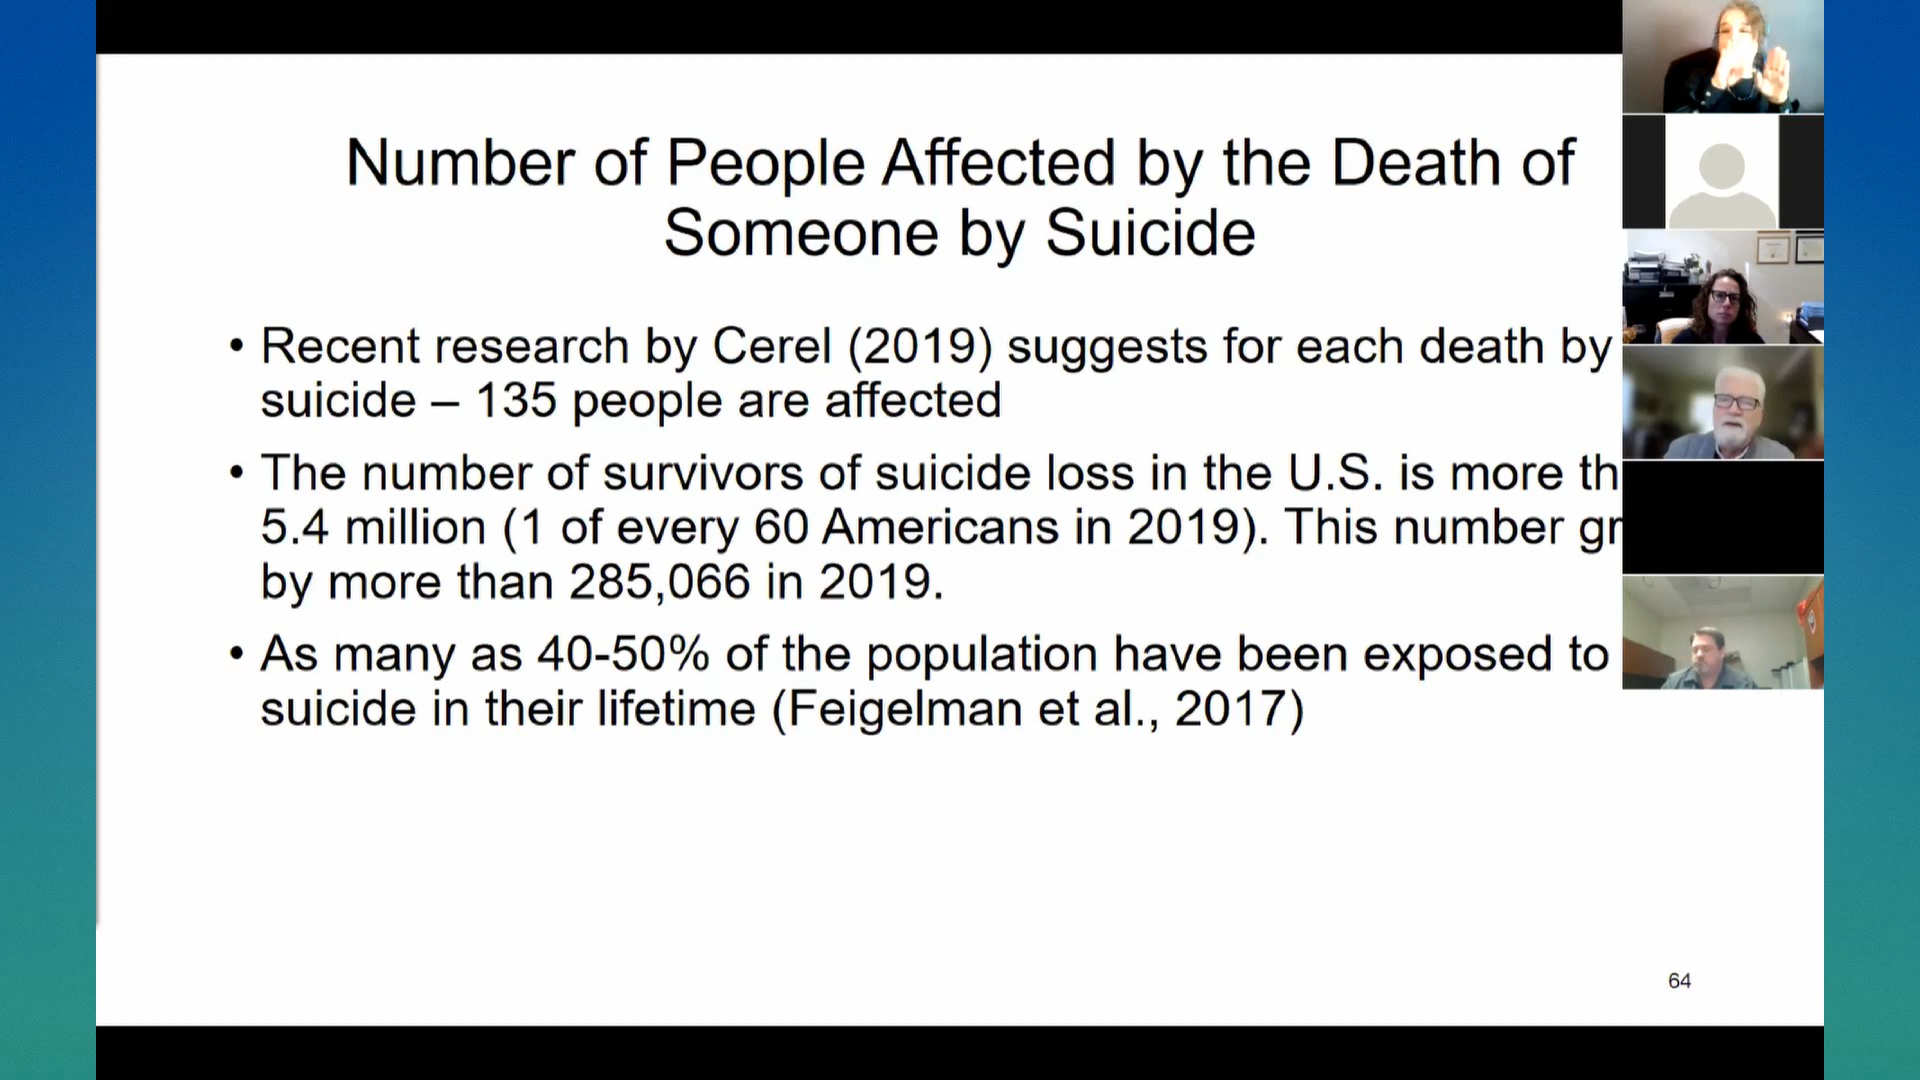 Number of People Affected by the Death of
Someone by Suicide
• Recent research by Cerel (2019) suggests for each death by
suicide – 135 people are affected
• The number of survivors of suicide loss in the U.S. is more th
5.4 million (1 of every 60 Americans in 2019). This number gr
by more than 285,066 in 2019.
• As many as 40-50% of the population have been exposed to
suicide in their lifetime (Feigelman et al., 2017)
64